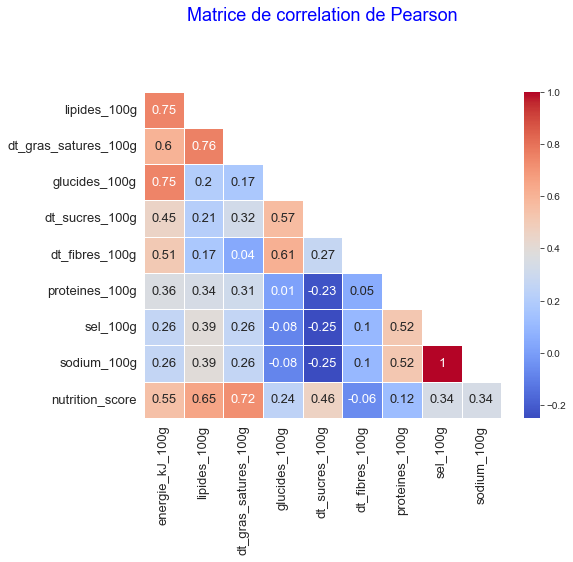 Matrice de correlation de Pearson
lipides_100g 0.75
dt_gras_satures_100g 0.6 0.76
glucides_100g 0.75 0.2 0.17
dt_sucres_100g 0.45 0.21 0.32 0.57
dt_fibres_100g 0.51 0.17 0.04 0.61 0.27
proteines_100g 0.36 0.34 0.31 0.01 -0.23 0.05
sel_100g 0.26 0.39 0.26 -0.08 -0.25 0.1 0.52
sodium_100g 0.26 0.39 0.26 -0.08 -0.25 0.1 0.52 1
nutrition_score 0.55 0.65 0.72 0.24 0.46 -0.06 0.12 0.34 0.34
energie_kJ_100g
lipides_100g
dt_gras_satures_100g
glucides_100g
dt_sucres_100g
dt_fibres_100g
proteines_100g
sel_100g
sodium_100g
1.0
0.8
0.6
0.4
0.2
0.0
-0.2